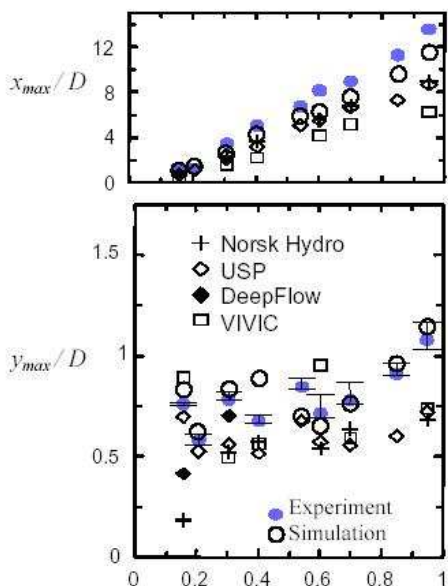 12
x_max / D
8
4
0
1.5
Norsk Hydro
USP
DeepFlow
VIVIC
y_max / D
1
0.5
Experiment
Simulation
0
0 0.2 0.4 0.6 0.8 1